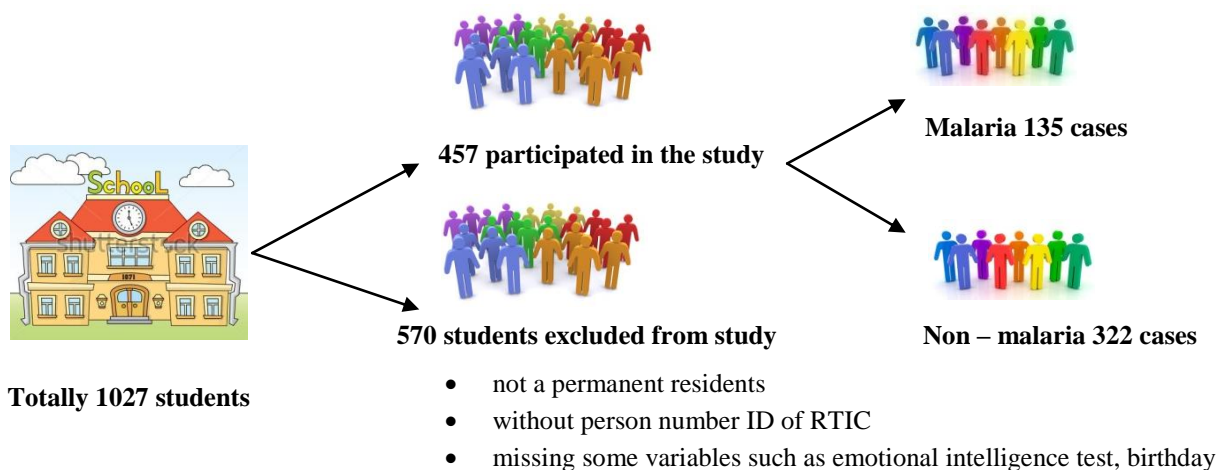 457 participated in the study
Malaria 135 cases
SchooL
shutterstock
1871
Totally 1027 students
570 students excluded from study
Non – malaria 322 cases
• not a permanent residents
• without person number ID of RTIC
• missing some variables such as emotional intelligence test, birthday